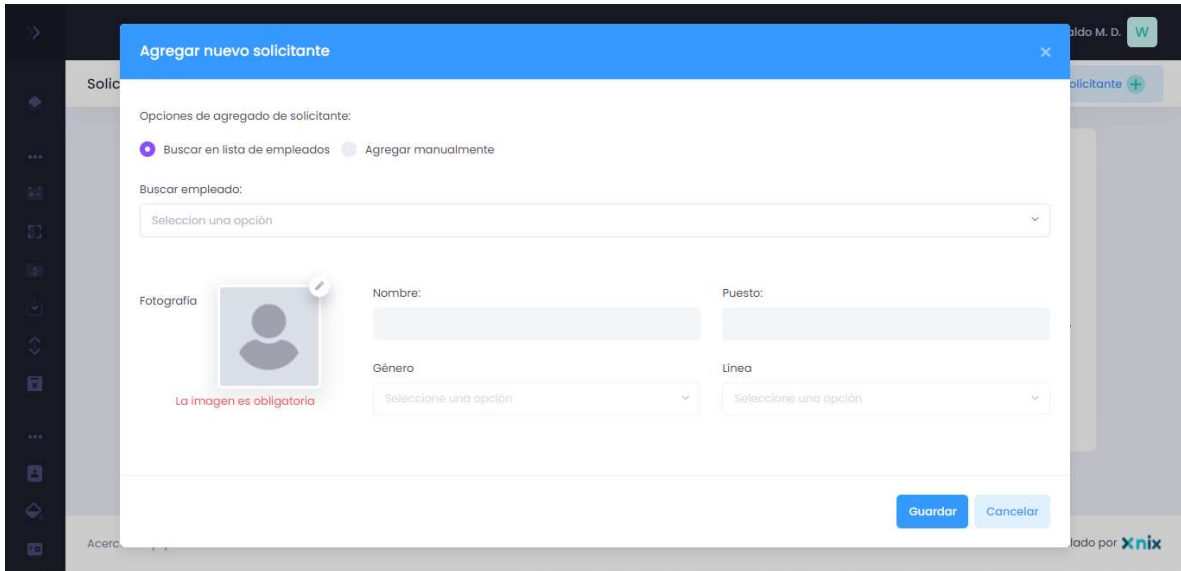 aldo M. D. W
Agregar nuevo solicitante
Solic
olicitante
Opciones de agregado de solicitante:
Buscar en lista de empleados Agregar manualmente
Buscar empleado:
Seleccion una opción
Fotografía
Nombre: Puesto:
Género Línea
La imagen es obligatoria
Seleccione una opción Seleccione una opción
Guardar Cancelar
Acerc
lado por Xnix